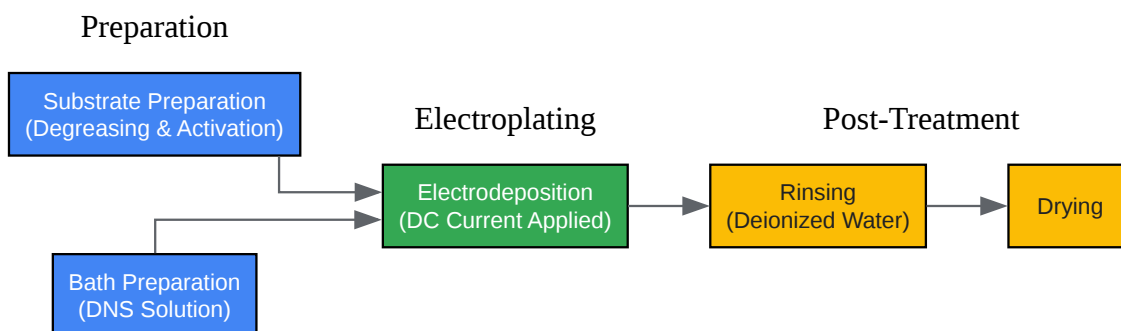 Preparation
Substrate Preparation
(Degreasing & Activation)
Bath Preparation
(DNS Solution)
Electroplating
Electrodeposition
(DC Current Applied)
Post-Treatment
Rinsing
(Deionized Water)
Drying